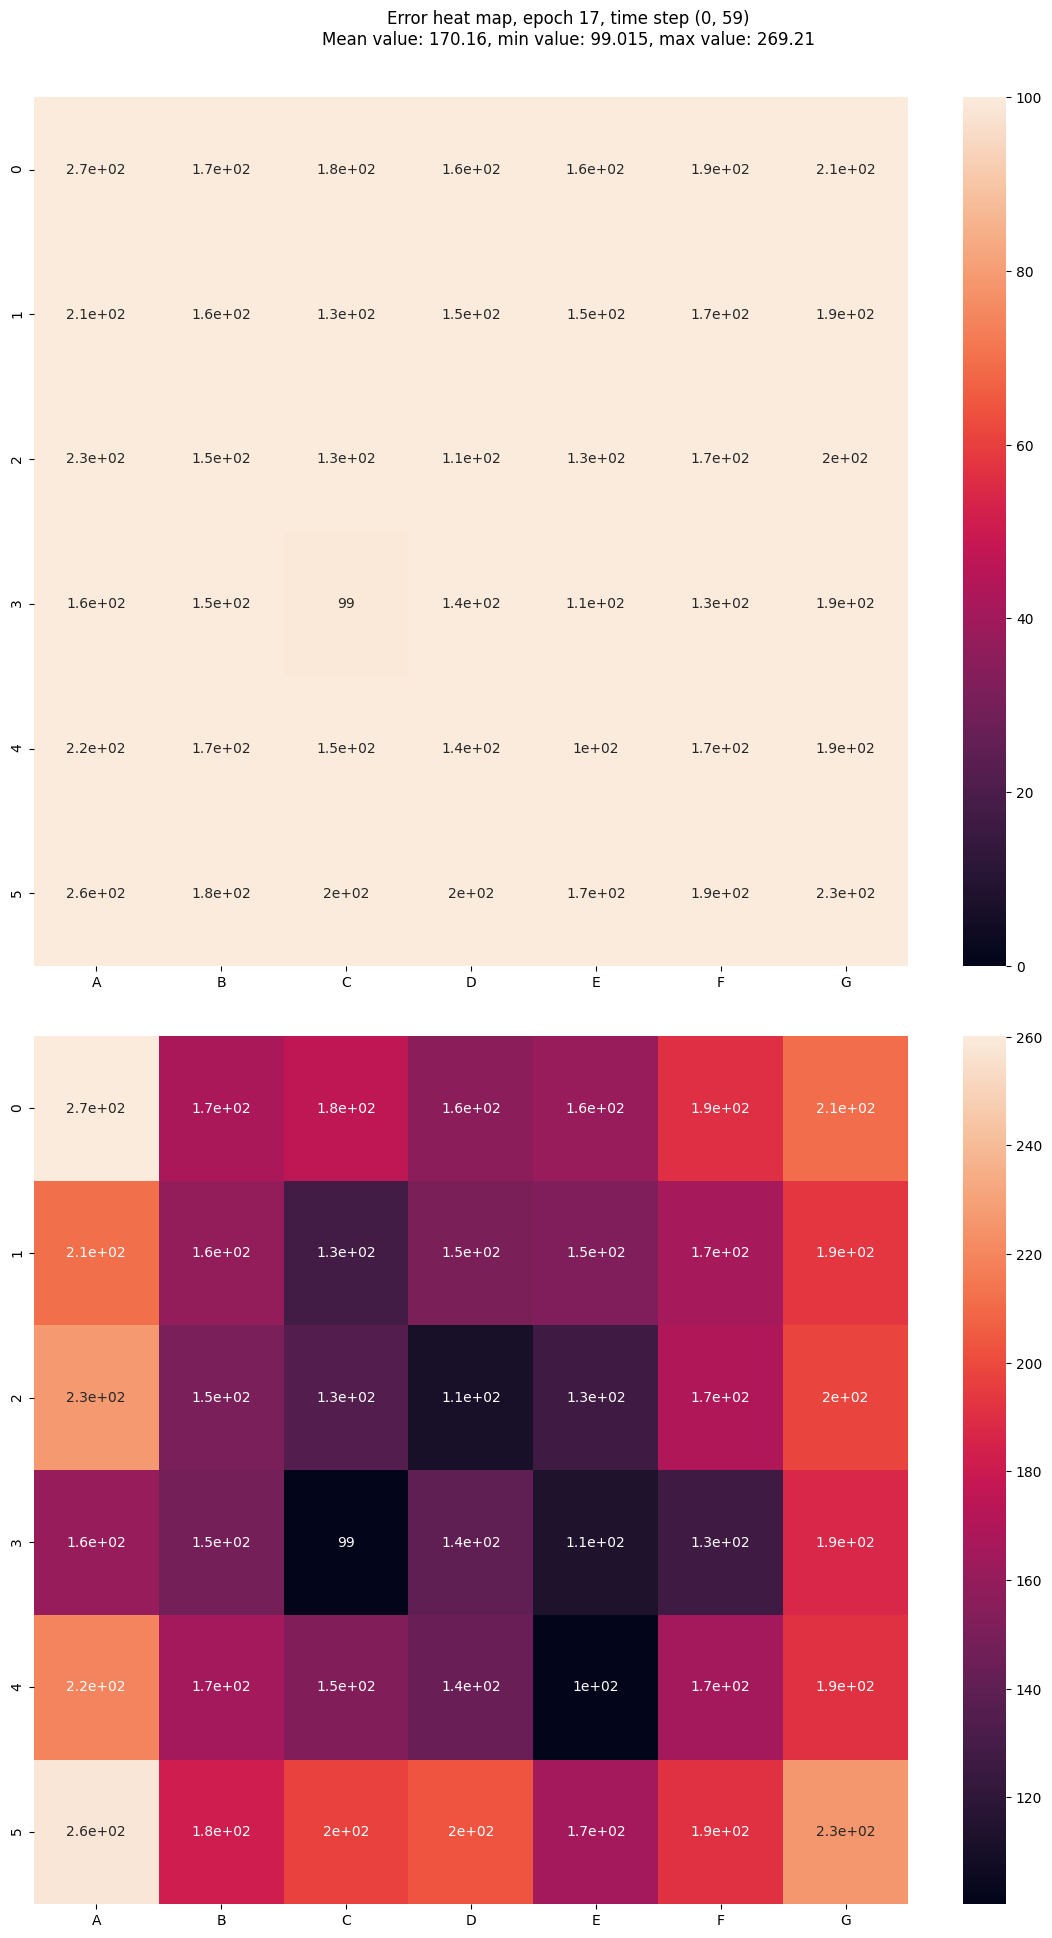 Error heat map, epoch 17, time step (0, 59)
Mean value: 170.16, min value: 99.015, max value: 269.21
100
0 2.7e+02 1.7e+02 1.8e+02 1.6e+02 1.6e+02 1.9e+02 2.1e+02
80
1 2.1e+02 1.6e+02 1.3e+02 1.5e+02 1.5e+02 1.7e+02 1.9e+02
60
2 2.3e+02 1.5e+02 1.3e+02 1.1e+02 1.3e+02 1.7e+02 2e+02
3 1.6e+02 1.5e+02 99 1.4e+02 1.1e+02 1.3e+02 1.9e+02
40
4 2.2e+02 1.7e+02 1.5e+02 1.4e+02 1e+02 1.7e+02 1.9e+02
20
5 2.6e+02 1.8e+02 2e+02 2e+02 1.7e+02 1.9e+02 2.3e+02
0
A B C D E F G
260
0 2.7e+02 1.7e+02 1.8e+02 1.6e+02 1.6e+02 1.9e+02 2.1e+02
240
220
1 2.1e+02 1.6e+02 1.3e+02 1.5e+02 1.5e+02 1.7e+02 1.9e+02
200
2 2.3e+02 1.5e+02 1.3e+02 1.1e+02 1.3e+02 1.7e+02 2e+02
180
3 1.6e+02 1.5e+02 99 1.4e+02 1.1e+02 1.3e+02 1.9e+02
160
4 2.2e+02 1.7e+02 1.5e+02 1.4e+02 1e+02 1.7e+02 1.9e+02
140
120
5 2.6e+02 1.8e+02 2e+02 2e+02 1.7e+02 1.9e+02 2.3e+02
A B C D E F G